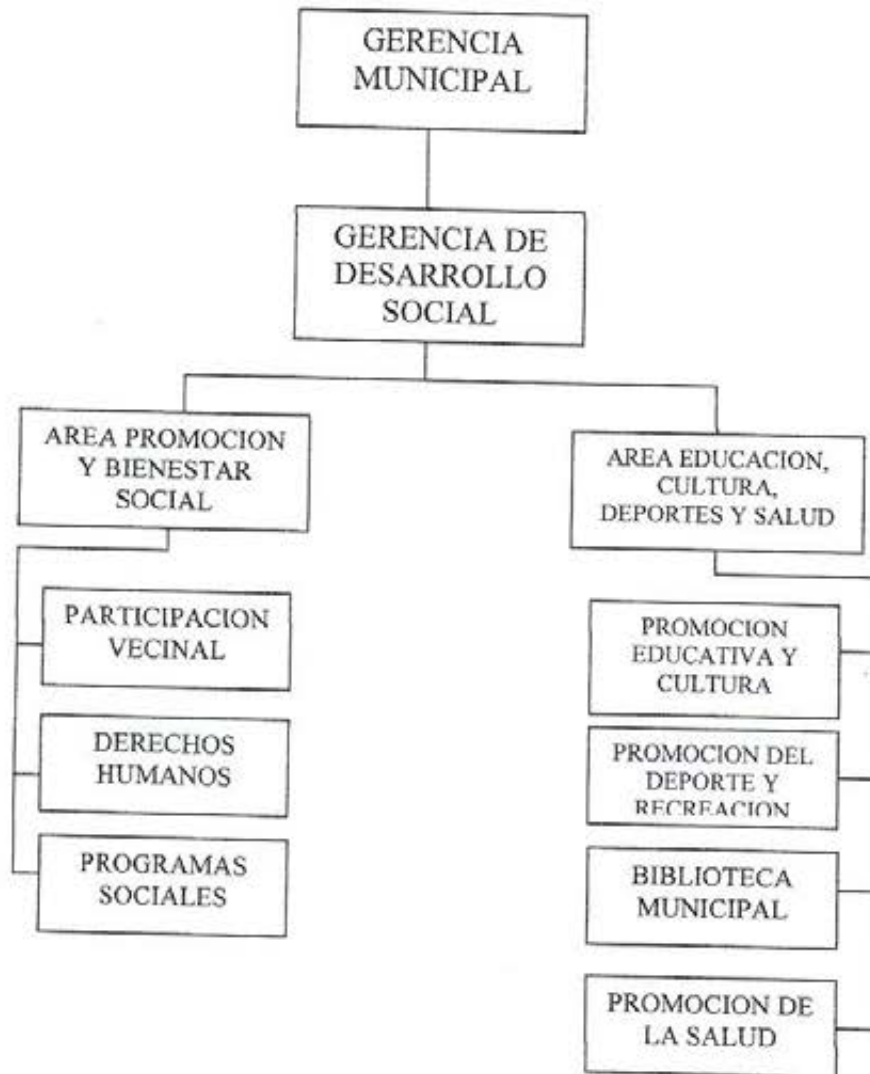 GERENCIA
MUNICIPAL
GERENCIA DE
DESARROLLO
SOCIAL
AREA PROMOCION
Y BIENESTAR
SOCIAL
AREA EDUCACION,
CULTURA,
DEPORTES Y SALUD
PARTICIPACION
VECINAL
DERECHOS
HUMANOS
PROGRAMAS
SOCIALES
PROMOCION
EDUCATIVA Y
CULTURA
PROMOCION DEL
DEPORTE Y
RECREACION
BIBLIOTECA
MUNICIPAL
PROMOCION DE
LA SALUD